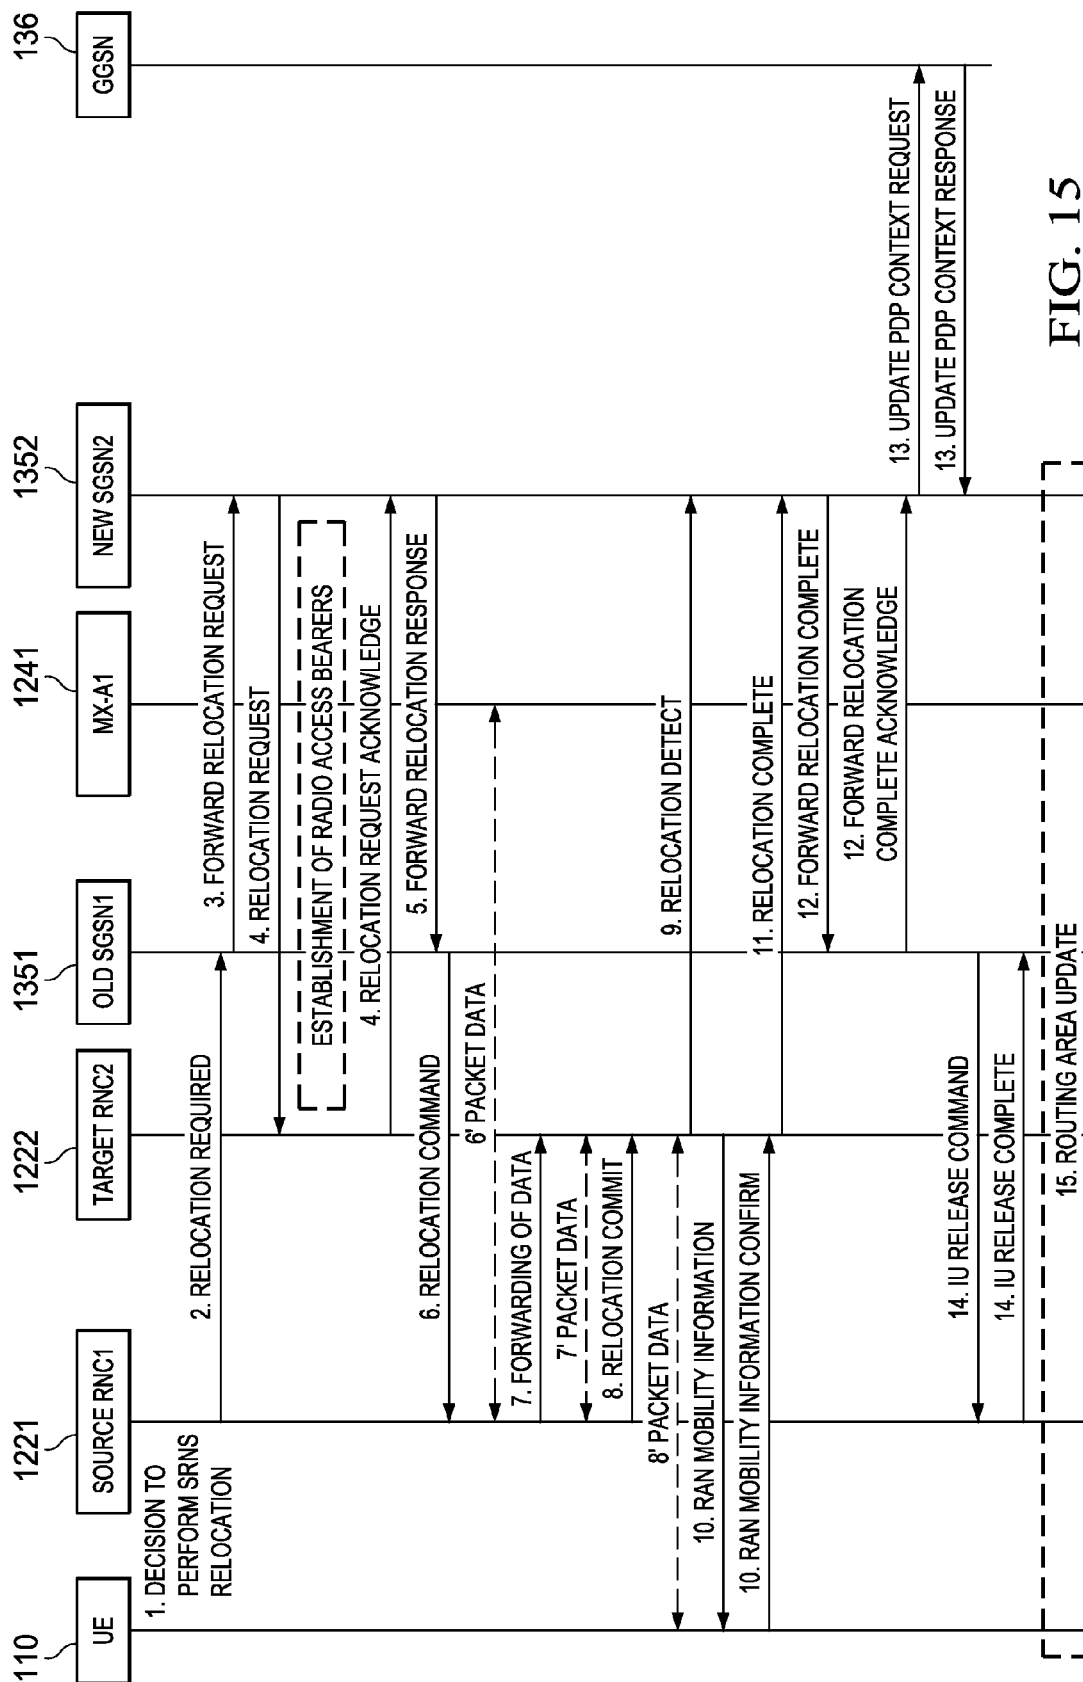 110
1221
1222
1351
1241
1352
136
UE
SOURCE RNC1
TARGET RNC2
OLD SGSN1
MX-A1
NEW SGSN2
GGSN
1. DECISION TO
PERFORM SRNS
RELOCATION
2. RELOCATION REQUIRED
3. FORWARD RELOCATION REQUEST
4. RELOCATION REQUEST
ESTABLISHMENT OF RADIO ACCESS BEARERS
4. RELOCATION REQUEST ACKNOWLEDGE
5. FORWARD RELOCATION RESPONSE
6. RELOCATION COMMAND
6' PACKET DATA
7. FORWARDING OF DATA
7' PACKET DATA
8. RELOCATION COMMIT
8' PACKET DATA
9. RELOCATION DETECT
10. RAN MOBILITY INFORMATION
10. RAN MOBILITY INFORMATION CONFIRM
11. RELOCATION COMPLETE
12. FORWARD RELOCATION COMPLETE
12. FORWARD RELOCATION
COMPLETE ACKNOWLEDGE
13. UPDATE PDP CONTEXT REQUEST
13. UPDATE PDP CONTEXT RESPONSE
14. IU RELEASE COMMAND
14. IU RELEASE COMPLETE
15. ROUTING AREA UPDATE
FIG. 15